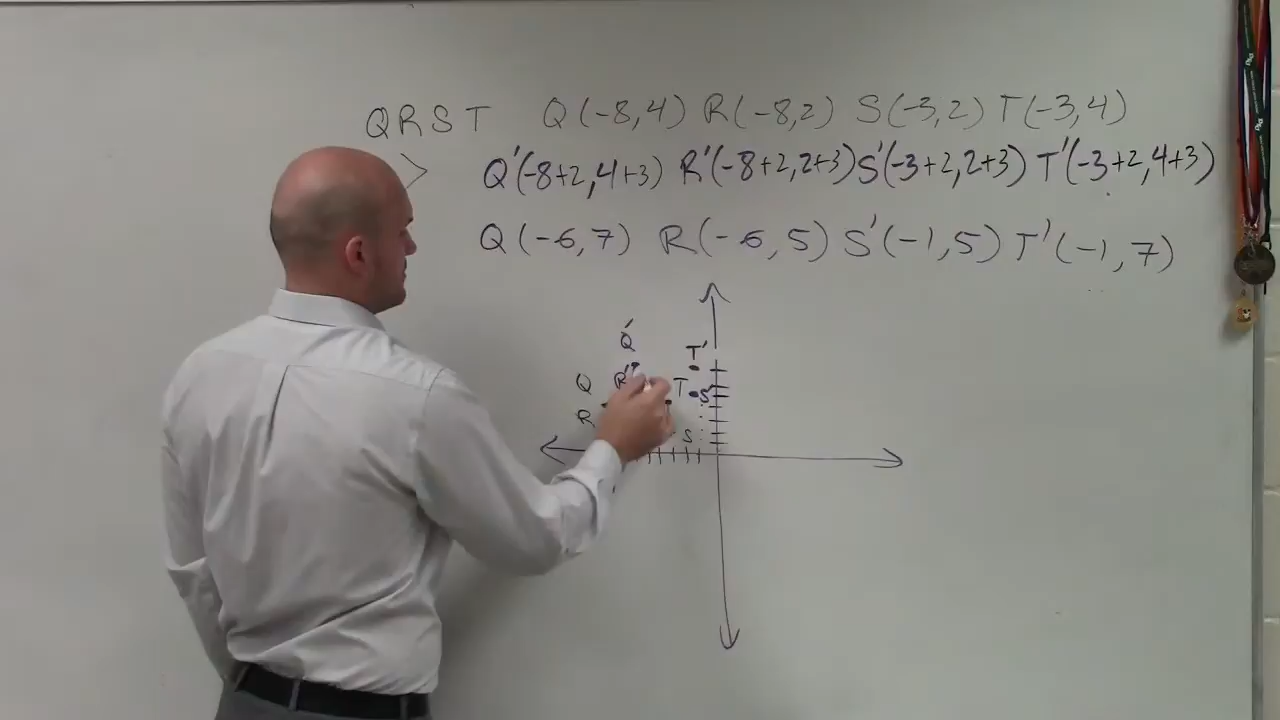 QRST Q(-8,4) R(-8,2) S(-3,2) T(-3,4)
> Q'(-8+2,4+3) R'(-8+2,2+3) S'(-3+2,2+3) T'(-3+2,4+3)
Q(-6,7) R(-6,5) S'(-1,5) T'(-1,7)
Q'
T'
Q R' T S'
R S